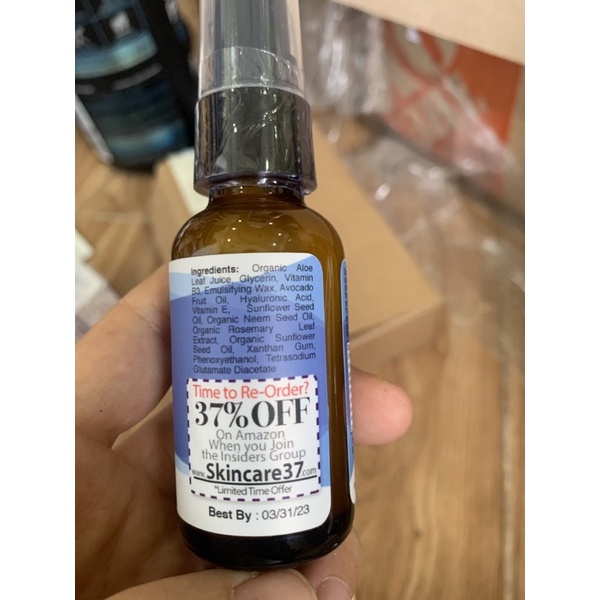 Ingredients: Organic Aloe
Leaf Juice, Glycerin, Vitamin
B3, Emulsifying Wax, Avocado
Fruit Oil, Hyaluronic Acid,
Vitamin E, Sunflower Seed
Oil, Organic Neem Seed Oil,
Organic Rosemary Leaf
Extract, Organic Sunflower
Seed Oil, Xanthan Gum,
Phenoxyethanol, Tetrasodium
Glutamate Diacetate
Time to Re-Order?
37% OFF
On Amazon
When you Join
the Insiders Group
www.Skincare37.com
*Limited Time Offer
Best By : 03/31/23